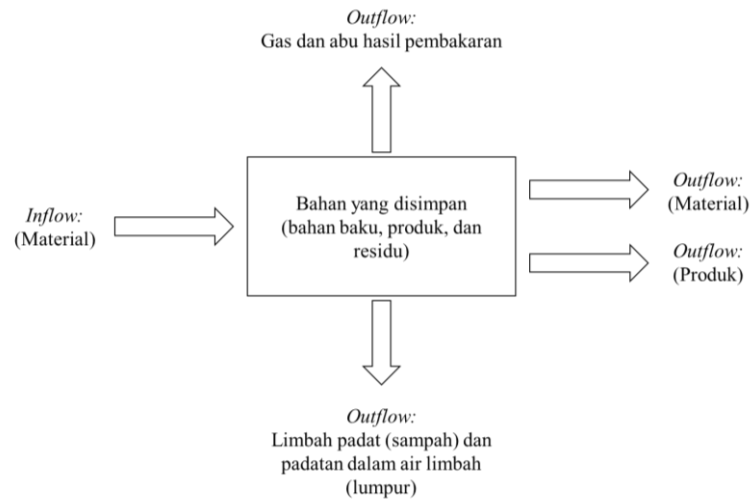 Outflow:
Gas dan abu hasil pembakaran
Inflow:
(Material)
Bahan yang disimpan
(bahan baku, produk, dan
residu)
Outflow:
(Material)
Outflow:
(Produk)
Outflow:
Limbah padat (sampah) dan
padatan dalam air limbah
(lumpur)